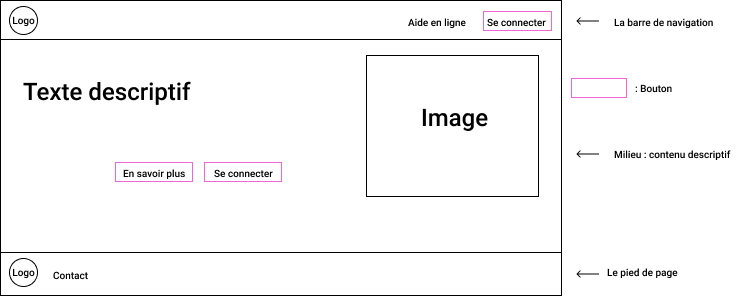 Logo
Aide en ligne
Se connecter
La barre de navigation
Texte descriptif
Image
: Bouton
En savoir plus
Se connecter
Milieu : contenu descriptif
Logo
Contact
Le pied de page